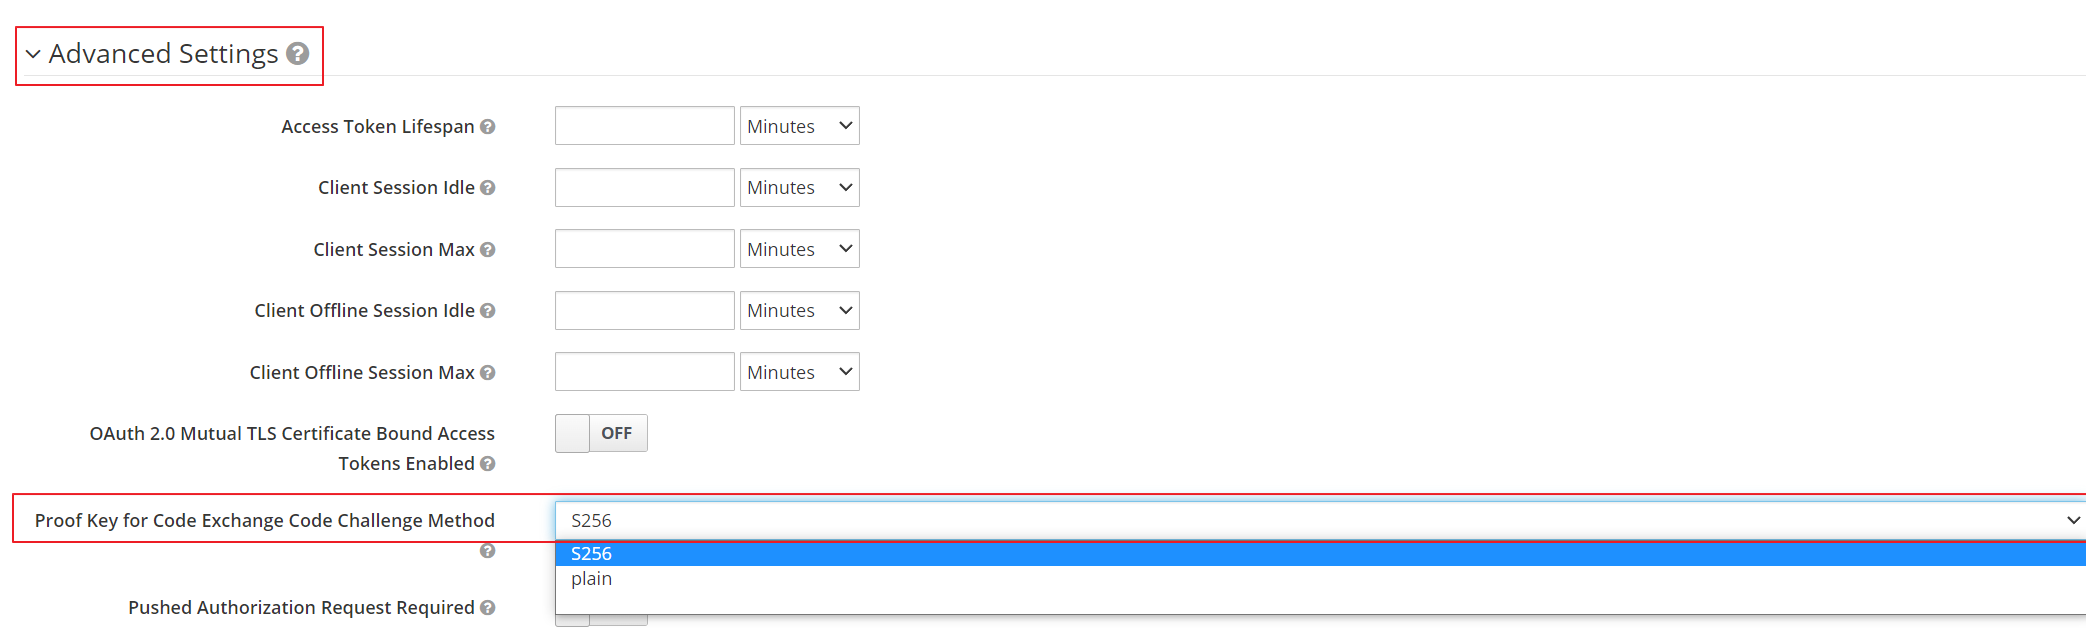 Advanced Settings
Access Token Lifespan
Minutes
Client Session Idle
Minutes
Client Session Max
Minutes
Client Offline Session Idle
Minutes
Client Offline Session Max
Minutes
OAuth 2.0 Mutual TLS Certificate Bound Access
Tokens Enabled
OFF
Proof Key for Code Exchange Code Challenge Method
S256
S256
plain
Pushed Authorization Request Required